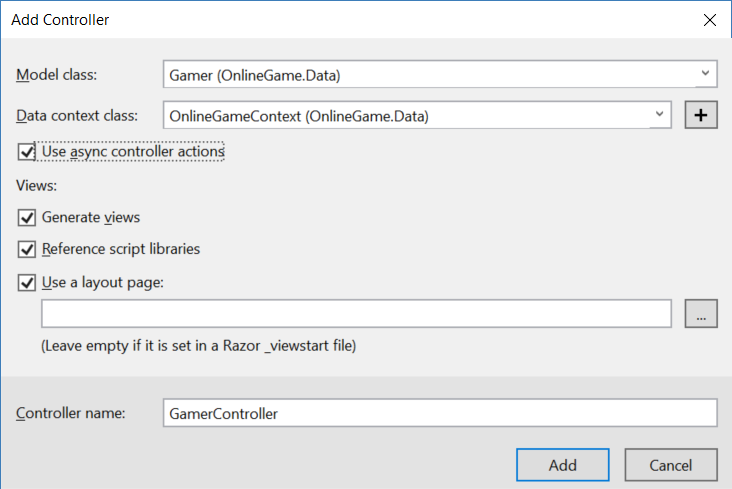 Add Controller
Model class: Gamer (OnlineGame.Data)
Data context class: OnlineGameContext (OnlineGame.Data) +
Use async controller actions
Views:
Generate views
Reference script libraries
Use a layout page:
...
(Leave empty if it is set in a Razor _viewstart file)
Controller name: GamerController
Add Cancel